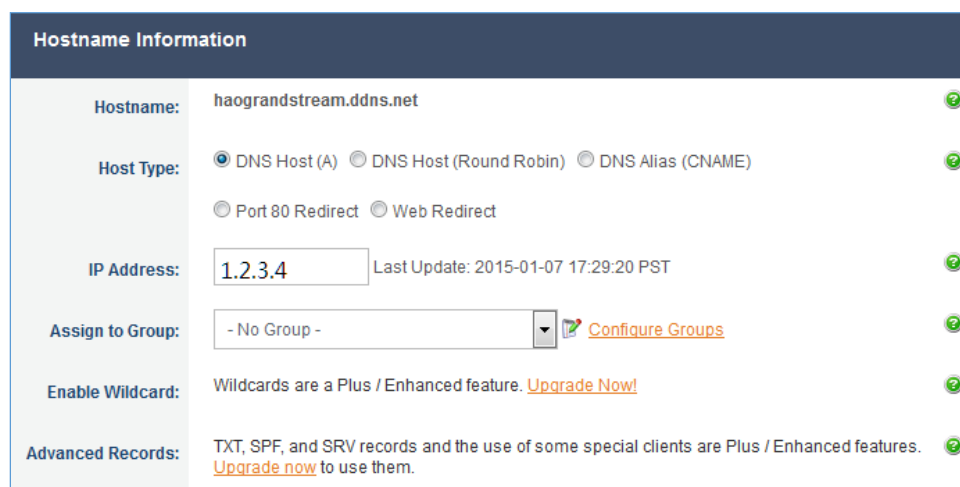 Hostname Information
Hostname: haograndstream.ddns.net
Host Type: DNS Host (A) DNS Host (Round Robin) DNS Alias (CNAME)
Port 80 Redirect Web Redirect
IP Address: 1.2.3.4 Last Update: 2015-01-07 17:29:20 PST
Assign to Group: - No Group - Configure Groups
Enable Wildcard: Wildcards are a Plus / Enhanced feature. Upgrade Now!
Advanced Records: TXT, SPF, and SRV records and the use of some special clients are Plus / Enhanced features.
Upgrade now to use them.